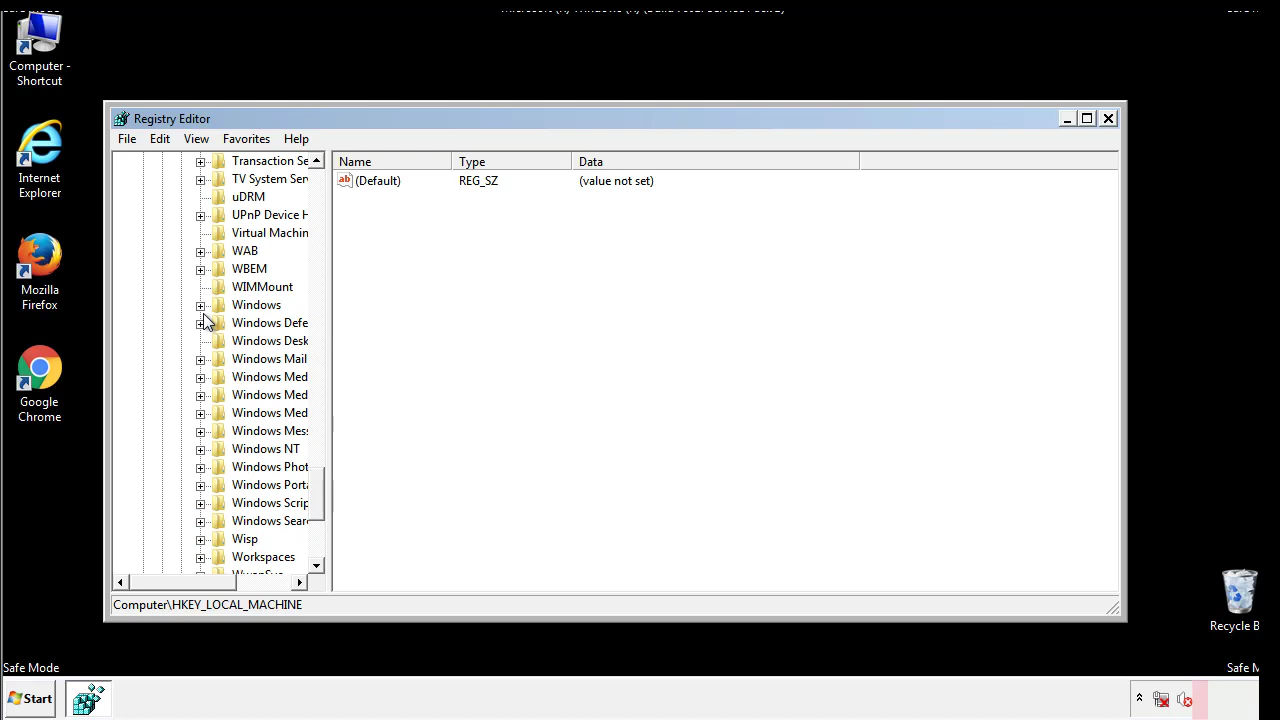 Computer -
Shortcut
Internet
Explorer
Mozilla
Firefox
Google
Chrome
Registry Editor
File Edit View Favorites Help
Transaction Se
TV System Serv
uDRM
UPnP Device H
Virtual Machin
WAB
WBEM
WIMMount
Windows
Windows Defe
Windows Desk
Windows Mail
Windows Med
Windows Med
Windows Med
Windows Mess
Windows NT
Windows Phot
Windows Porta
Windows Scrip
Windows Sear
Wisp
Workspaces
Name Type Data
(Default) REG_SZ (value not set)
Computer\HKEY_LOCAL_MACHINE
Recycle B
Safe Mode
Safe M
Start